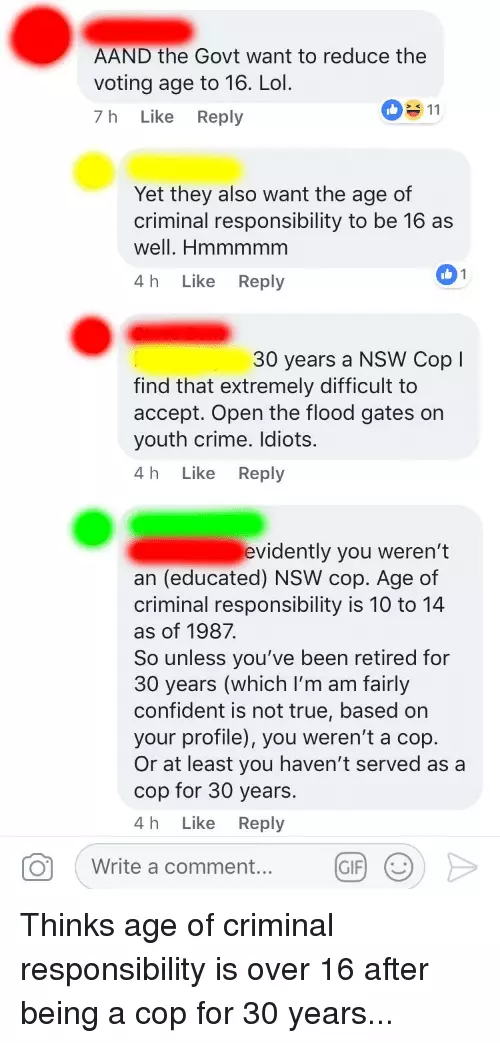 AAND the Govt want to reduce the
voting age to 16. Lol.
7 h Like Reply
11
Yet they also want the age of
criminal responsibility to be 16 as
well. Hmmmmm
4 h Like Reply
1
30 years a NSW Cop I
find that extremely difficult to
accept. Open the flood gates on
youth crime. Idiots.
4 h Like Reply
evidently you weren't
an (educated) NSW cop. Age of
criminal responsibility is 10 to 14
as of 1987.
So unless you've been retired for
30 years (which I'm am fairly
confident is not true, based on
your profile), you weren't a cop.
Or at least you haven't served as a
cop for 30 years.
4 h Like Reply
Write a comment... GIF
Thinks age of criminal
responsibility is over 16 after
being a cop for 30 years...